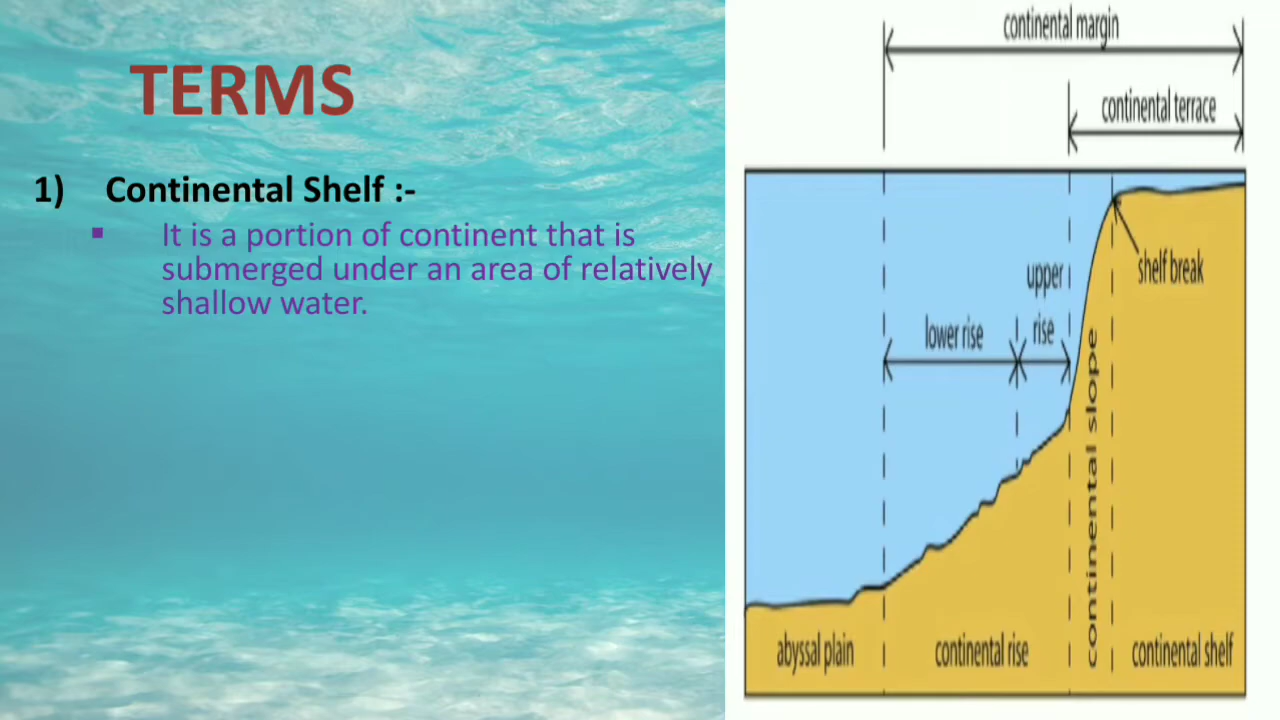 TERMS
1) Continental Shelf :-
▪ It is a portion of continent that is
submerged under an area of relatively
shallow water.
continental margin
continental terrace
shelf break
upper
rise
lower rise
continental slope
abyssal plain
continental rise
continental shelf